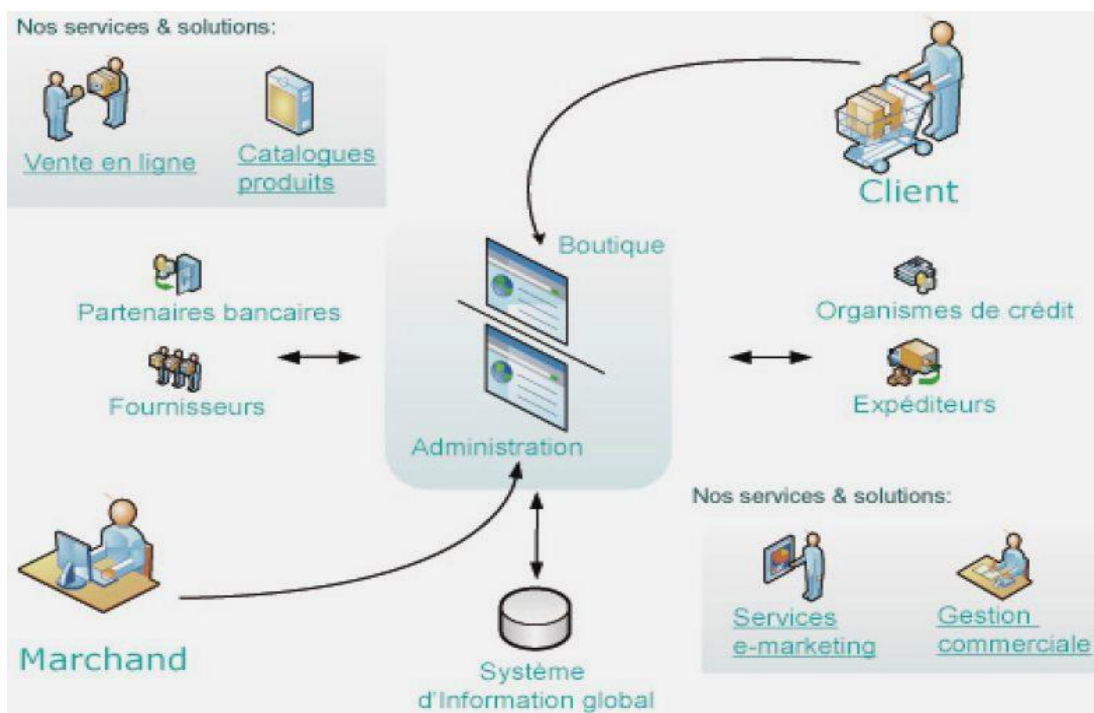 Nos services & solutions:
Vente en ligne
Catalogues
produits
Client
Boutique
Partenaires bancaires
Organismes de crédit
Fournisseurs
Expéditeurs
Administration
Nos services & solutions:
Services
e-marketing
Gestion
commerciale
Marchand
Système
d'Information global